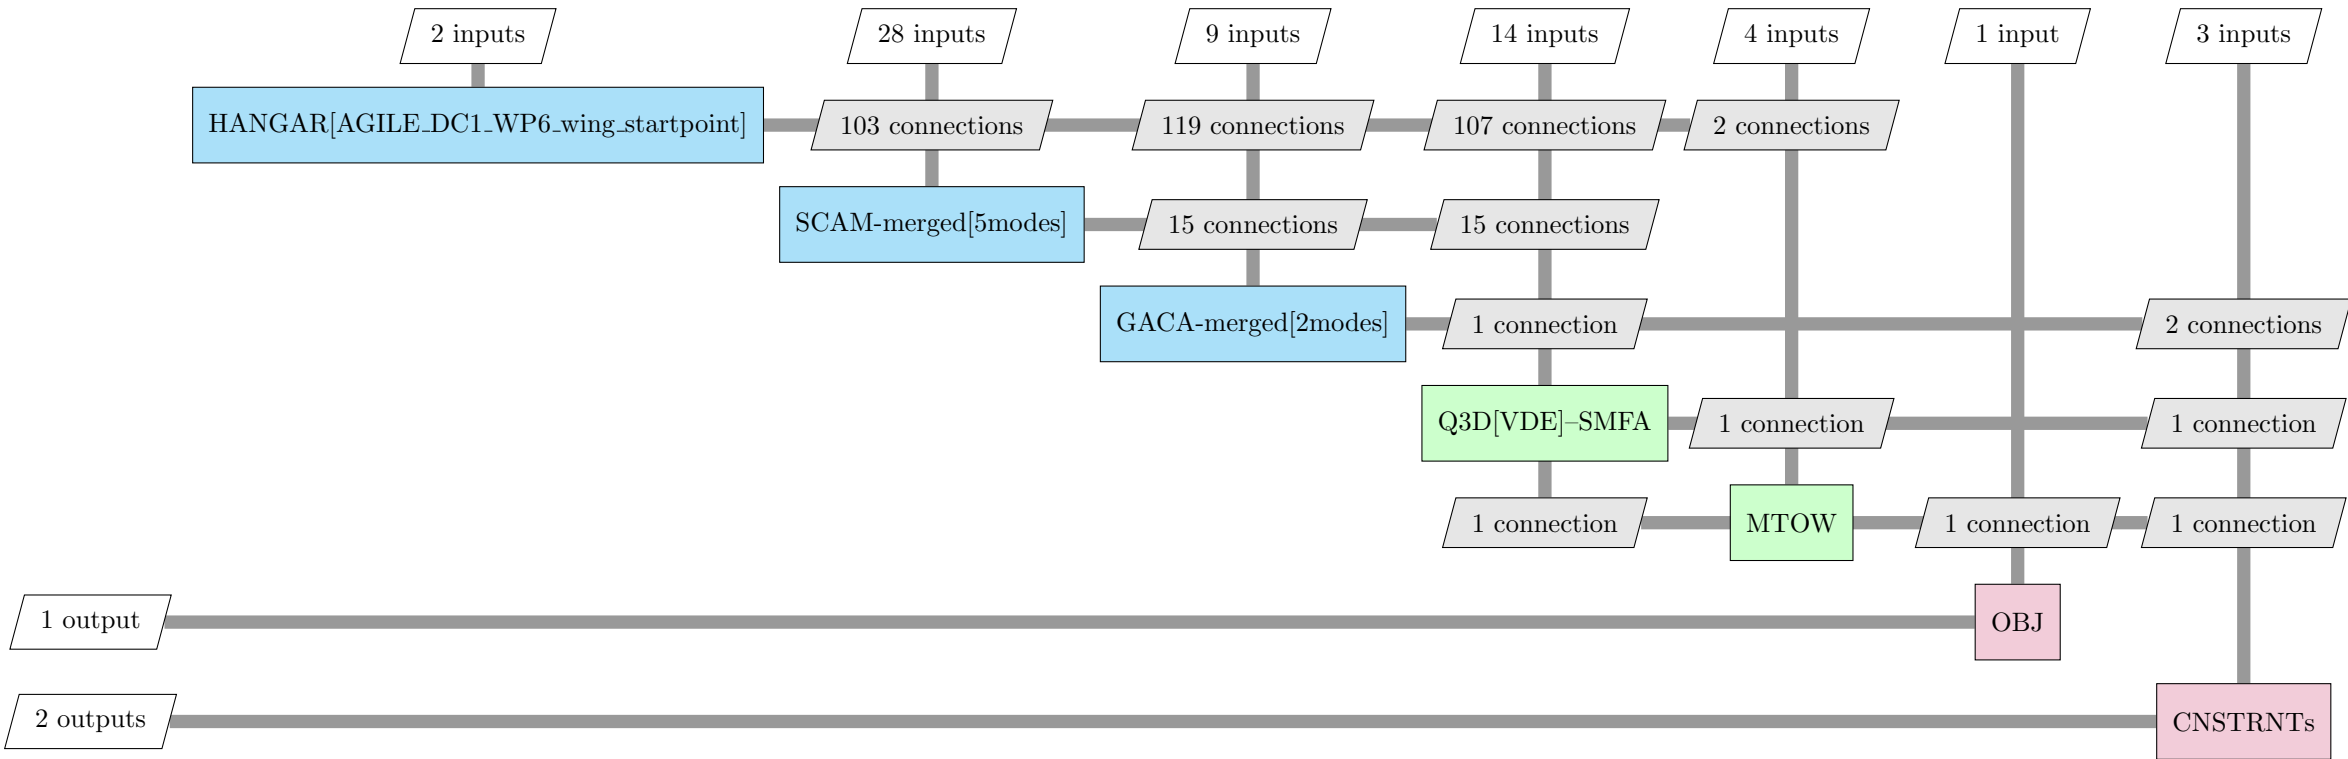 2 inputs
28 inputs
9 inputs
14 inputs
4 inputs
1 input
3 inputs
HANGAR[AGILE_DC1_WP6_wing_startpoint]
103 connections
119 connections
107 connections
2 connections
SCAM-merged[5modes]
15 connections
15 connections
GACA-merged[2modes]
1 connection
2 connections
Q3D[VDE]–SMFA
1 connection
1 connection
1 connection
MTOW
1 connection
1 connection
1 output
OBJ
2 outputs
CNSTRNTs